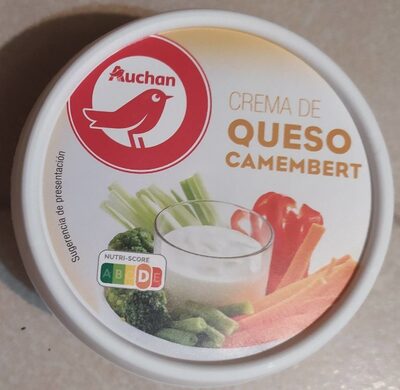 Auchan
CREMA DE
QUESO
CAMEMBERT
Sugerencia de presentación
NUTRI-SCORE
A B C D E